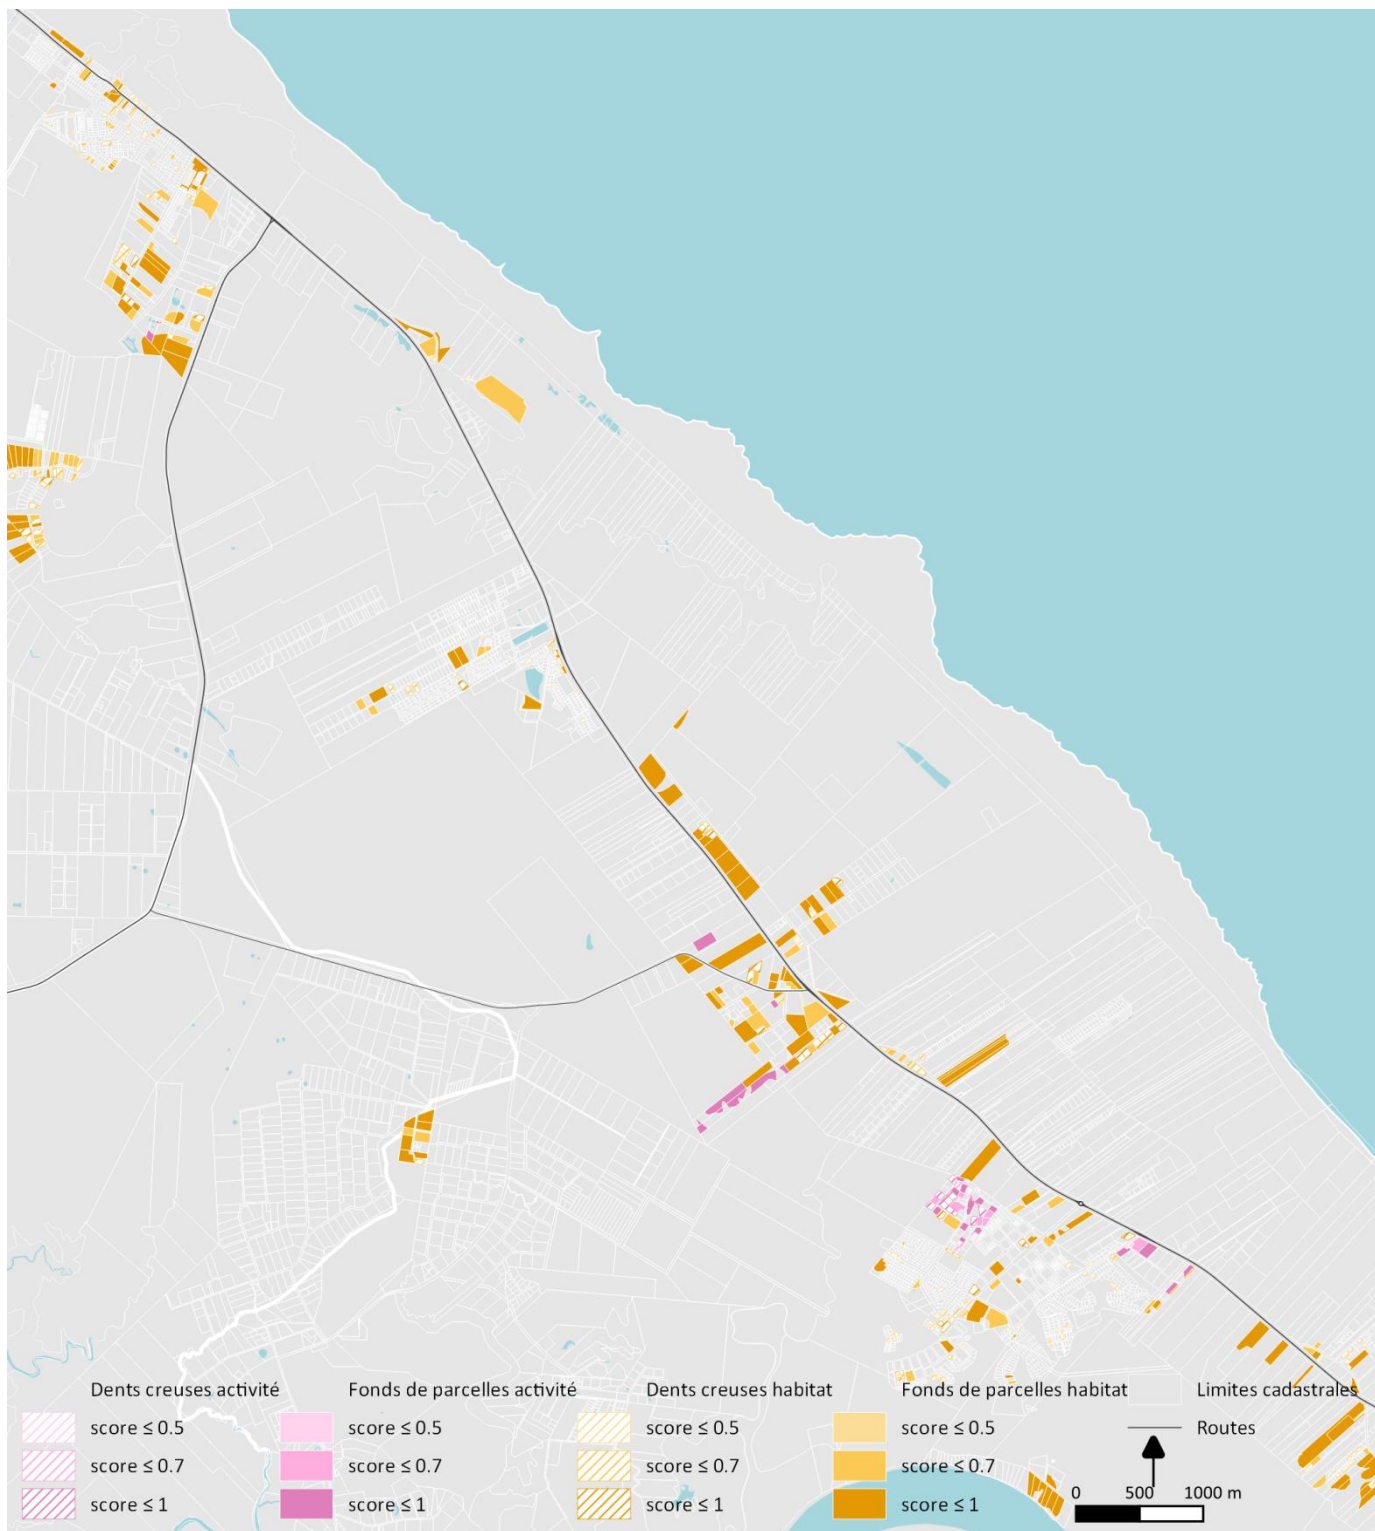 Dents creuses activité
score ≤ 0.5
score ≤ 0.7
score ≤ 1
Fonds de parcelles activité
score ≤ 0.5
score ≤ 0.7
score ≤ 1
Dents creuses habitat
score ≤ 0.5
score ≤ 0.7
score ≤ 1
Fonds de parcelles habitat
score ≤ 0.5
score ≤ 0.7
score ≤ 1
Limites cadastrales
Routes
0 500 1000 m